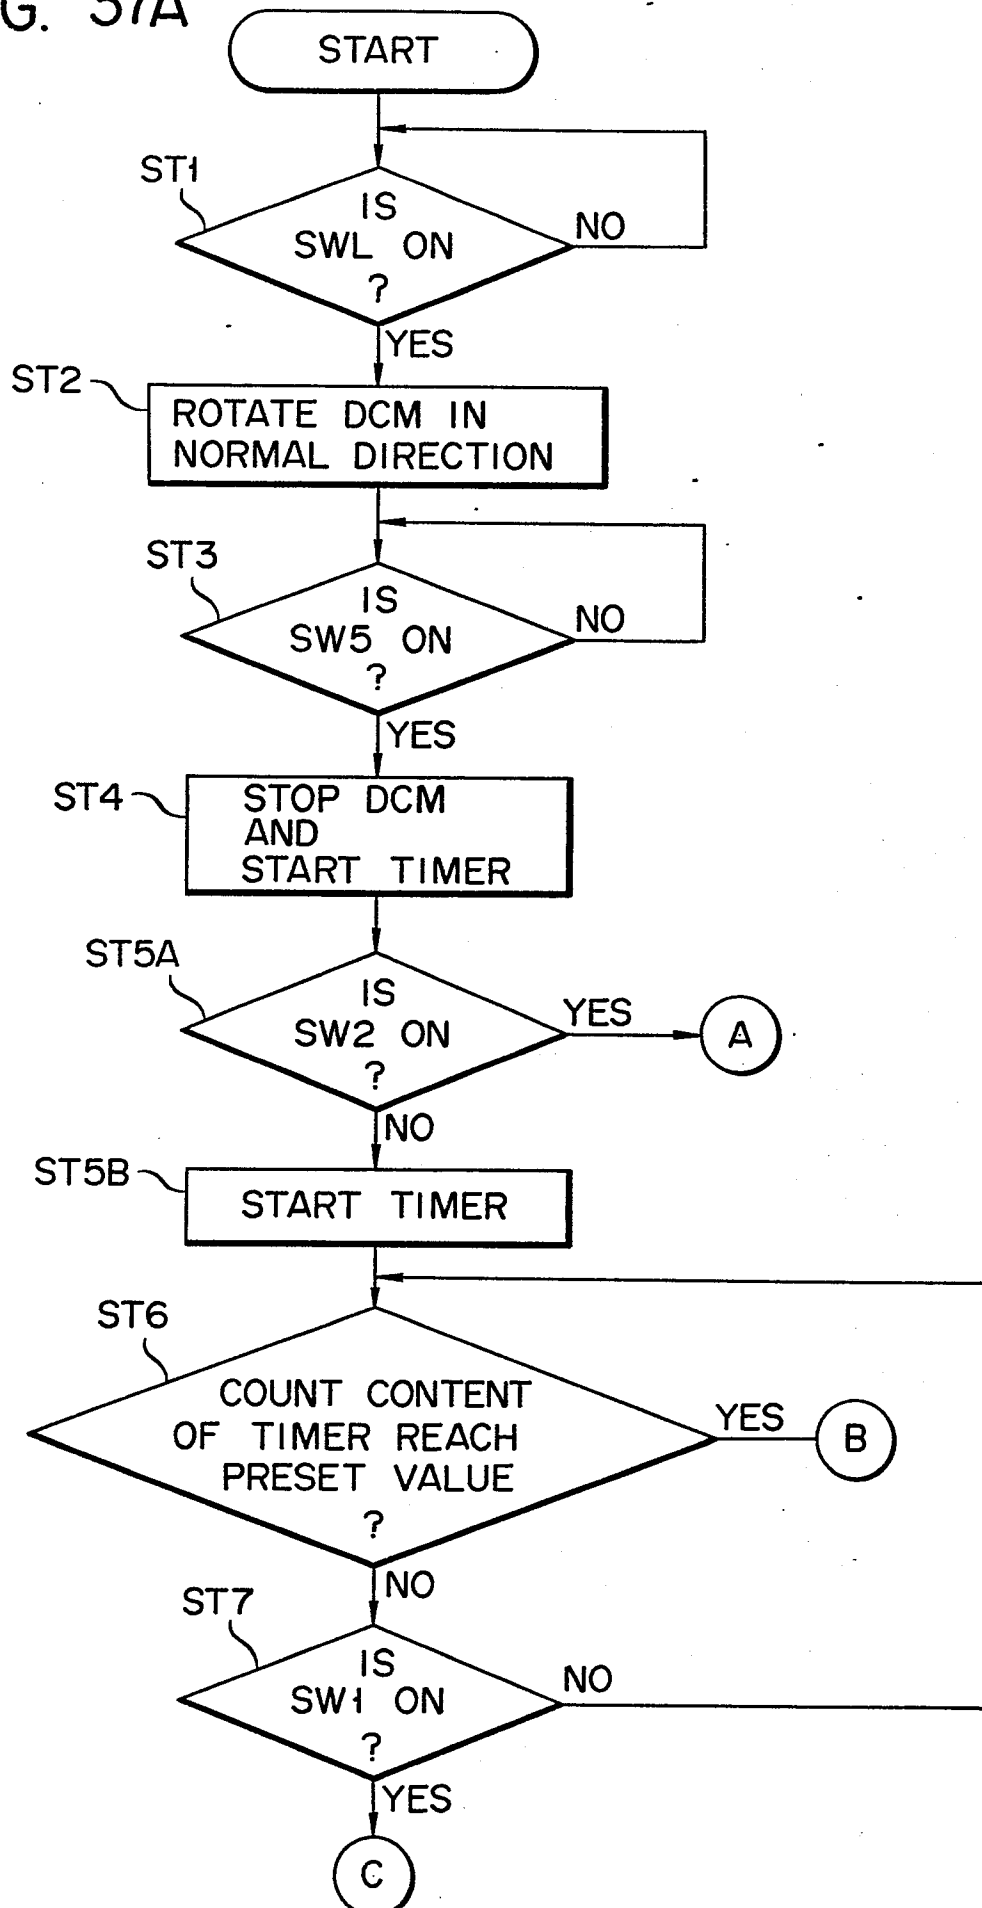 G. 37A
START
ST1
IS
SWL ON
?
NO
YES
ST2
ROTATE DCM IN
NORMAL DIRECTION
ST3
IS
SW5 ON
?
NO
YES
ST4
STOP DCM
AND
START TIMER
ST5A
IS
SW2 ON
?
YES
A
NO
ST5B
START TIMER
ST6
COUNT CONTENT
OF TIMER REACH
PRESET VALUE
?
YES
B
NO
ST7
IS
SW1 ON
?
NO
YES
C